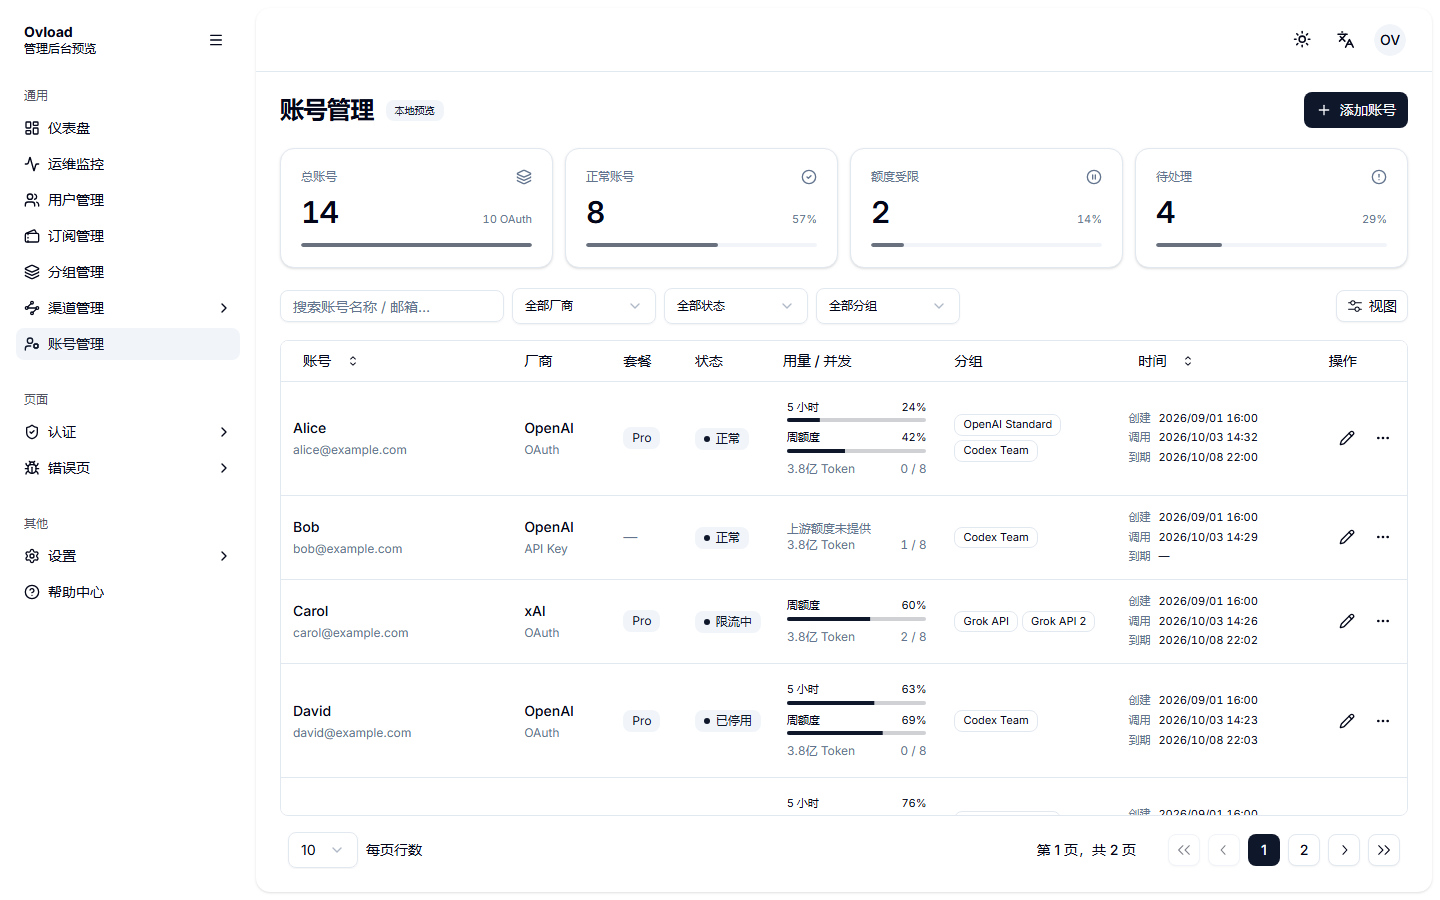 Ovload
管理后台预览
通用
仪表盘
运维监控
用户管理
订阅管理
分组管理
渠道管理
账号管理
页面
认证
错误页
其他
设置
帮助中心
OV
账号管理 本地预览
添加账号
总账号
14 10 OAuth
正常账号
8 57%
额度受限
2 14%
待处理
4 29%
搜索账号名称 / 邮箱... 全部厂商 全部状态 全部分组 视图
账号 厂商 套餐 状态 用量 / 并发 分组 时间 操作
Alice
alice@example.com
OpenAI
OAuth
Pro
正常
5 小时 24%
周额度 42%
3.8亿 Token 0 / 8
OpenAI Standard
Codex Team
创建 2026/09/01 16:00
调用 2026/10/03 14:32
到期 2026/10/08 22:00
Bob
bob@example.com
OpenAI
API Key
—
正常
上游额度未提供
3.8亿 Token 1 / 8
Codex Team
创建 2026/09/01 16:00
调用 2026/10/03 14:29
到期 —
Carol
carol@example.com
xAI
OAuth
Pro
限流中
周额度 60%
3.8亿 Token 2 / 8
Grok API Grok API 2
创建 2026/09/01 16:00
调用 2026/10/03 14:26
到期 2026/10/08 22:02
David
david@example.com
OpenAI
OAuth
Pro
已停用
5 小时 63%
周额度 69%
3.8亿 Token 0 / 8
Codex Team
创建 2026/09/01 16:00
调用 2026/10/03 14:23
到期 2026/10/08 22:03
5 小时 76%
创建 2026/09/01 16:00
10 每页行数
第 1 页，共 2 页
1 2